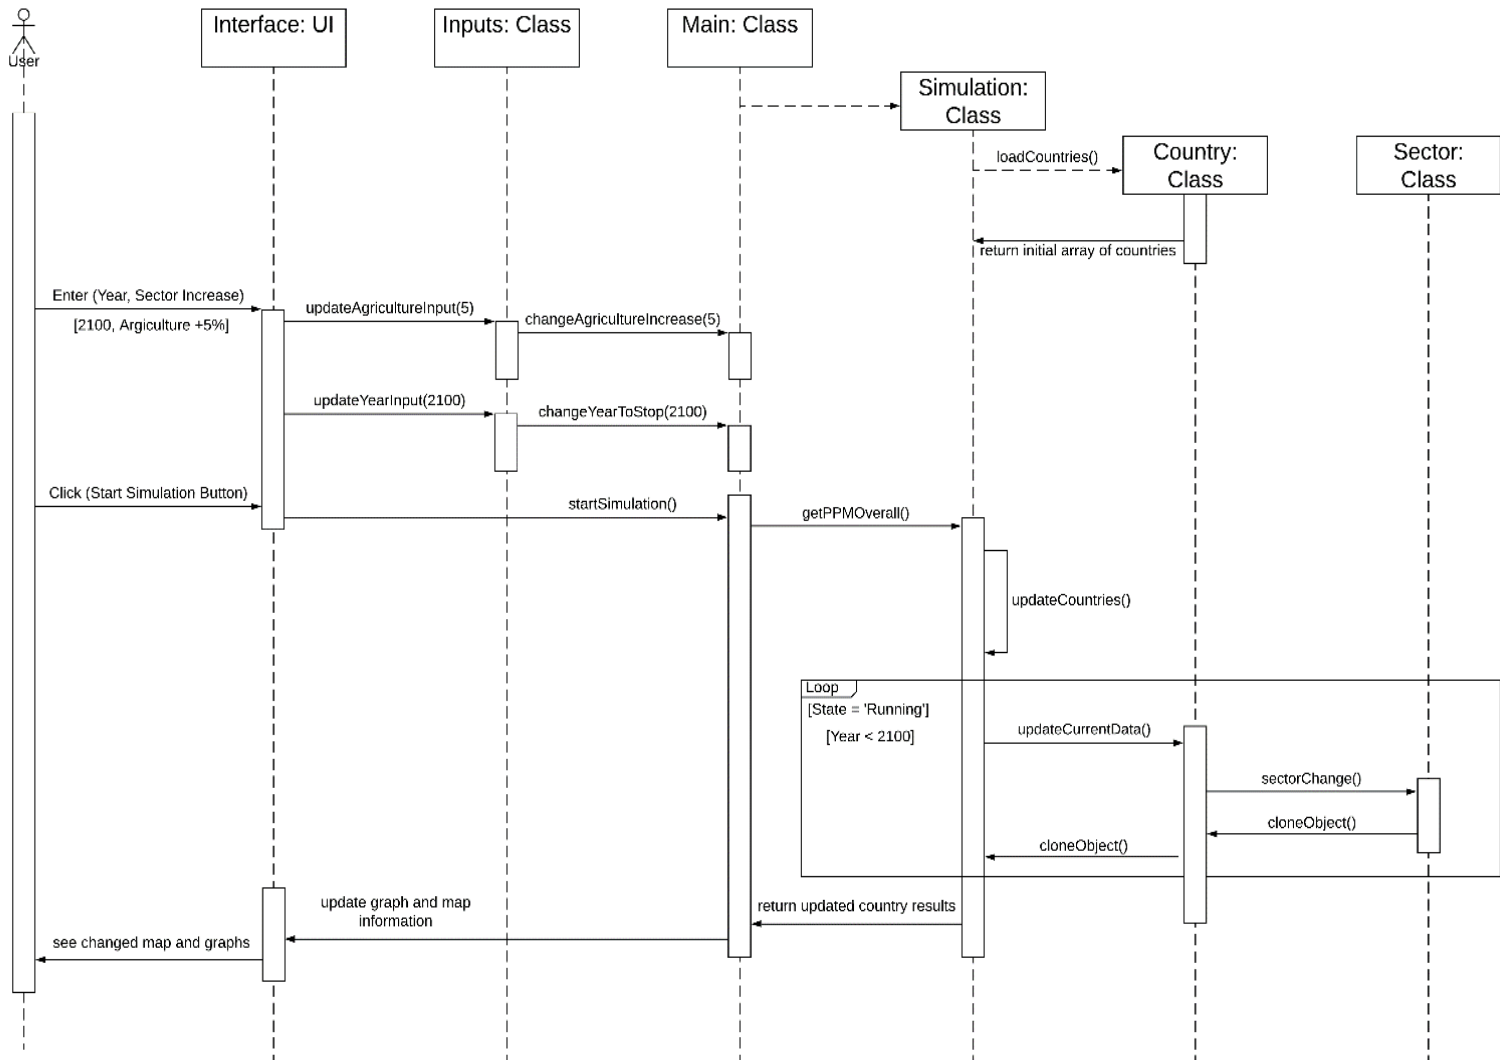 User
Interface: UI
Inputs: Class
Main: Class
Simulation:
Class
loadCountries()
Country:
Class
Sector:
Class
return initial array of countries
Enter (Year, Sector Increase)
[2100, Argiculture +5%]
updateAgricultureInput(5)
changeAgricultureIncrease(5)
updateYearInput(2100)
changeYearToStop(2100)
Click (Start Simulation Button)
startSimulation()
getPPMOverall()
updateCountries()
Loop
[State = 'Running']
[Year < 2100]
updateCurrentData()
sectorChange()
cloneObject()
cloneObject()
return updated country results
update graph and map
information
see changed map and graphs